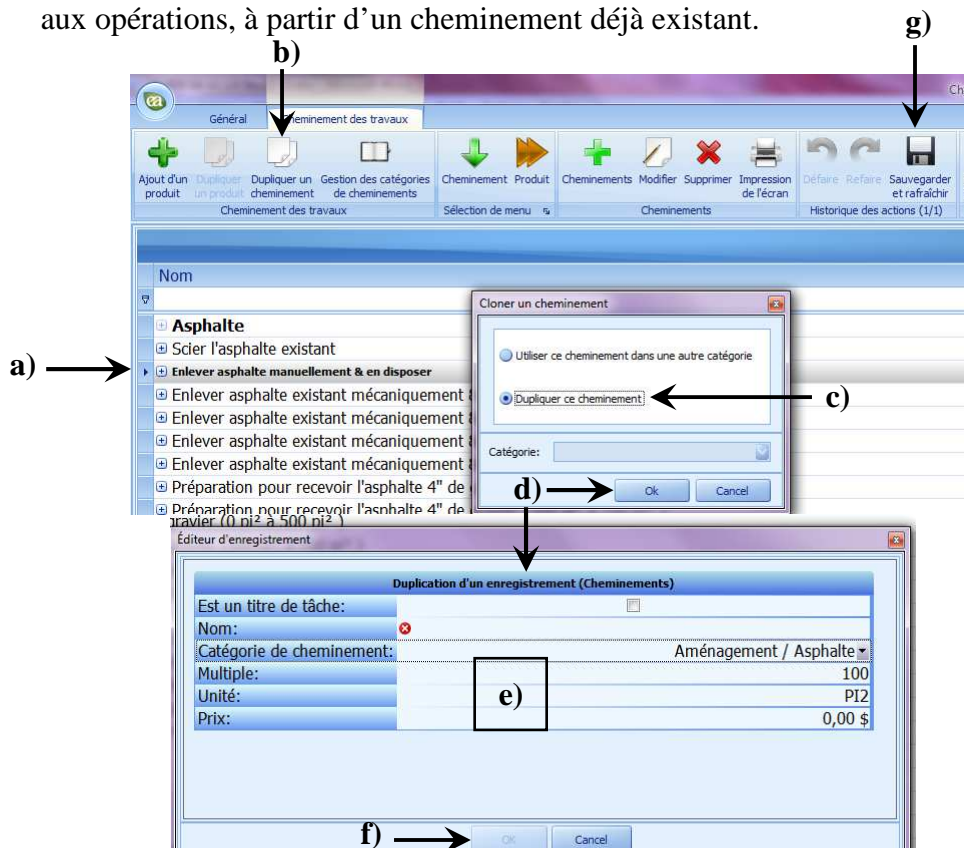 aux opérations, à partir d'un cheminement déjà existant.
g)
b)
Ch
Général Cheminement des travaux
Ajout d'un produit
Dupliquer un produit
Dupliquer un cheminement
Gestion des catégories de cheminements
Cheminement
Produit
Cheminements
Modifier
Supprimer
Impression de l'écran
Défaire
Refaire
Sauvegarder et rafraîchir
Cheminement des travaux
Sélection de menu
Cheminements
Historique des actions (1/1)
Nom
Asphalte
Scier l'asphalte existant
a)
Enlever asphalte manuellement & en disposer
Enlever asphalte existant mécaniquement &
Enlever asphalte existant mécaniquement &
Enlever asphalte existant mécaniquement &
Enlever asphalte existant mécaniquement &
Préparation pour recevoir l'asphalte 4" de
Préparation pour recevoir l'asphalte 4" de
Cloner un cheminement
Utiliser ce cheminement dans une autre catégorie
Dupliquer ce cheminement
c)
Catégorie:
d)
Ok
Cancel
gravier (0 pi² à 500 pi² )
Éditeur d'enregistrement
Duplication d'un enregistrement (Cheminements)
Est un titre de tâche:
Nom:
Catégorie de cheminement: Aménagement / Asphalte
Multiple: 100
Unité: PI2
Prix: 0,00 $
e)
f)
OK
Cancel